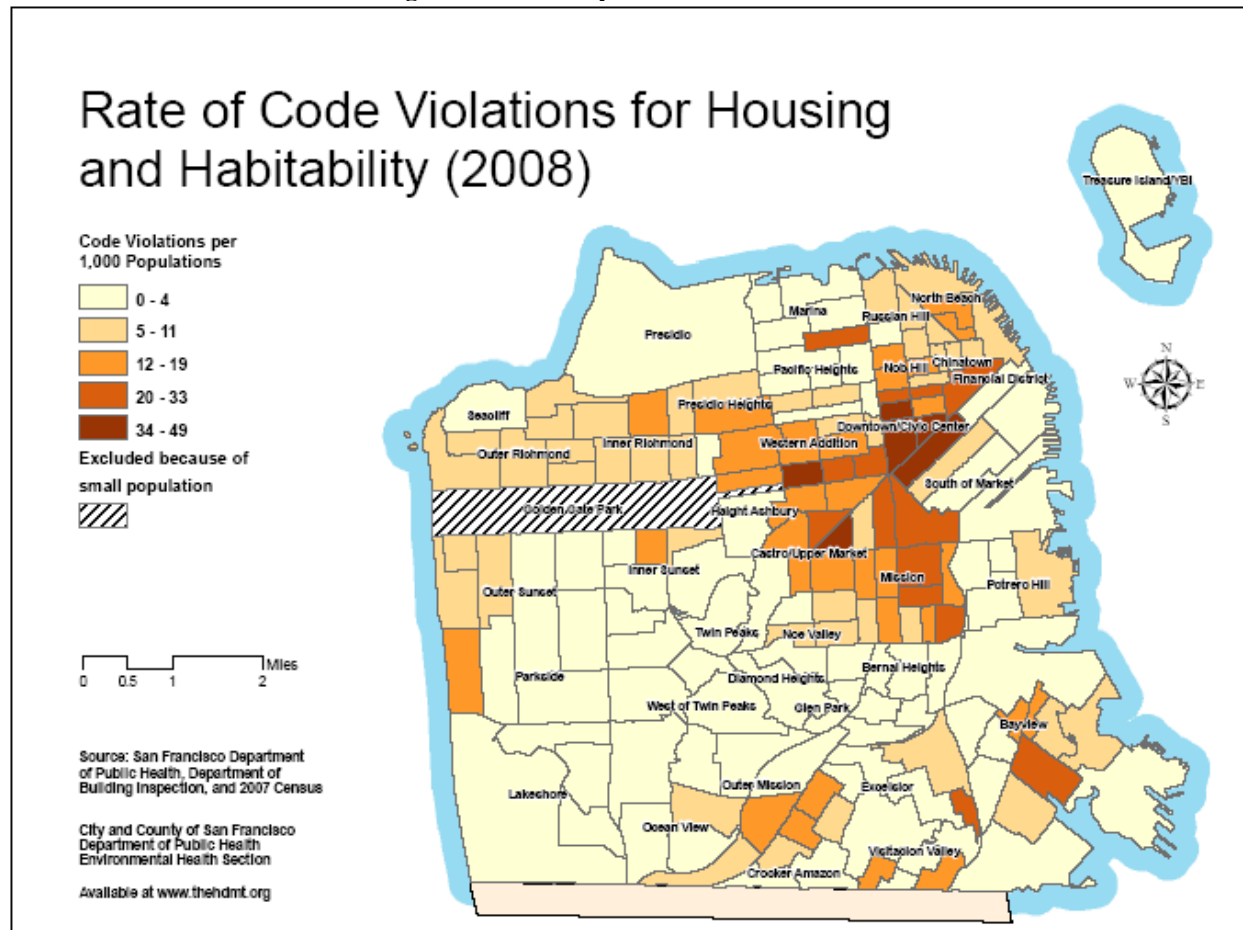 Rate of Code Violations for Housing
and Habitability (2008)
Code Violations per
1,000 Populations
0 - 4
5 - 11
12 - 19
20 - 33
34 - 49
Excluded because of
small population
0 0.5 1 2
Miles
Source: San Francisco Department
of Public Health, Department of
Building Inspection, and 2007 Census
City and County of San Francisco
Department of Public Health
Environmental Health Section
Available at www.thehdmt.org
Treasure Island/YBI
N
W E
S
North Beach
Marina
Russian Hill
Presidio
Chinatown
Nob Hill
Pacific Heights
Financial District
Seacliff
Presidio Heights
Downtown/Civic Center
Inner Richmond
Western Addition
Outer Richmond
South of Market
Golden Gate Park
Haight Ashbury
Castro/Upper Market
Inner Sunset
Mission
Potrero Hill
Outer Sunset
Twin Peaks
Noe Valley
Bernal Heights
Parkside
Diamond Heights
West of Twin Peaks
Glen Park
Bayview
Outer Mission
Excelsior
Lakeshore
Ocean View
Visitacion Valley
Crocker Amazon